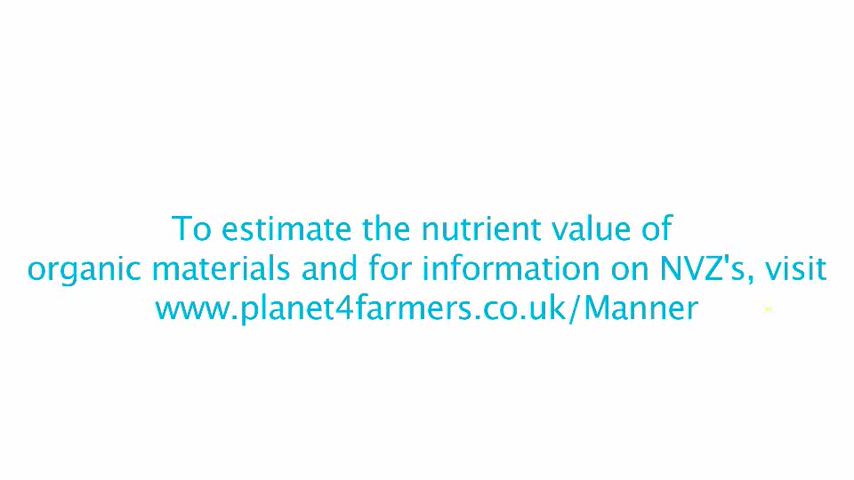 To estimate the nutrient value of
organic materials and for information on NVZ's, visit
www.planet4farmers.co.uk/Manner